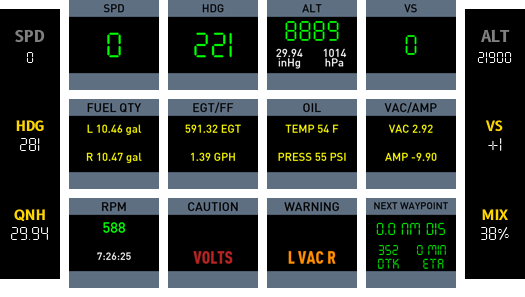 SPD
0
HDG
281
QNH
29.94
SPD
0
HDG
221
ALT
8889
29.94 1014
inHg hPa
VS
0
FUEL QTY
L 10.46 gal
R 10.47 gal
EGT/FF
591.32 EGT
1.39 GPH
OIL
TEMP 54 F
PRESS 55 PSI
VAC/AMP
VAC 2.92
AMP -9.90
RPM
588
7:26:25
CAUTION
VOLTS
WARNING
L VAC R
NEXT WAYPOINT
0.0 NM DIS
352 0 MIN
DTK ETA
ALT
21900
VS
+1
MIX
38%